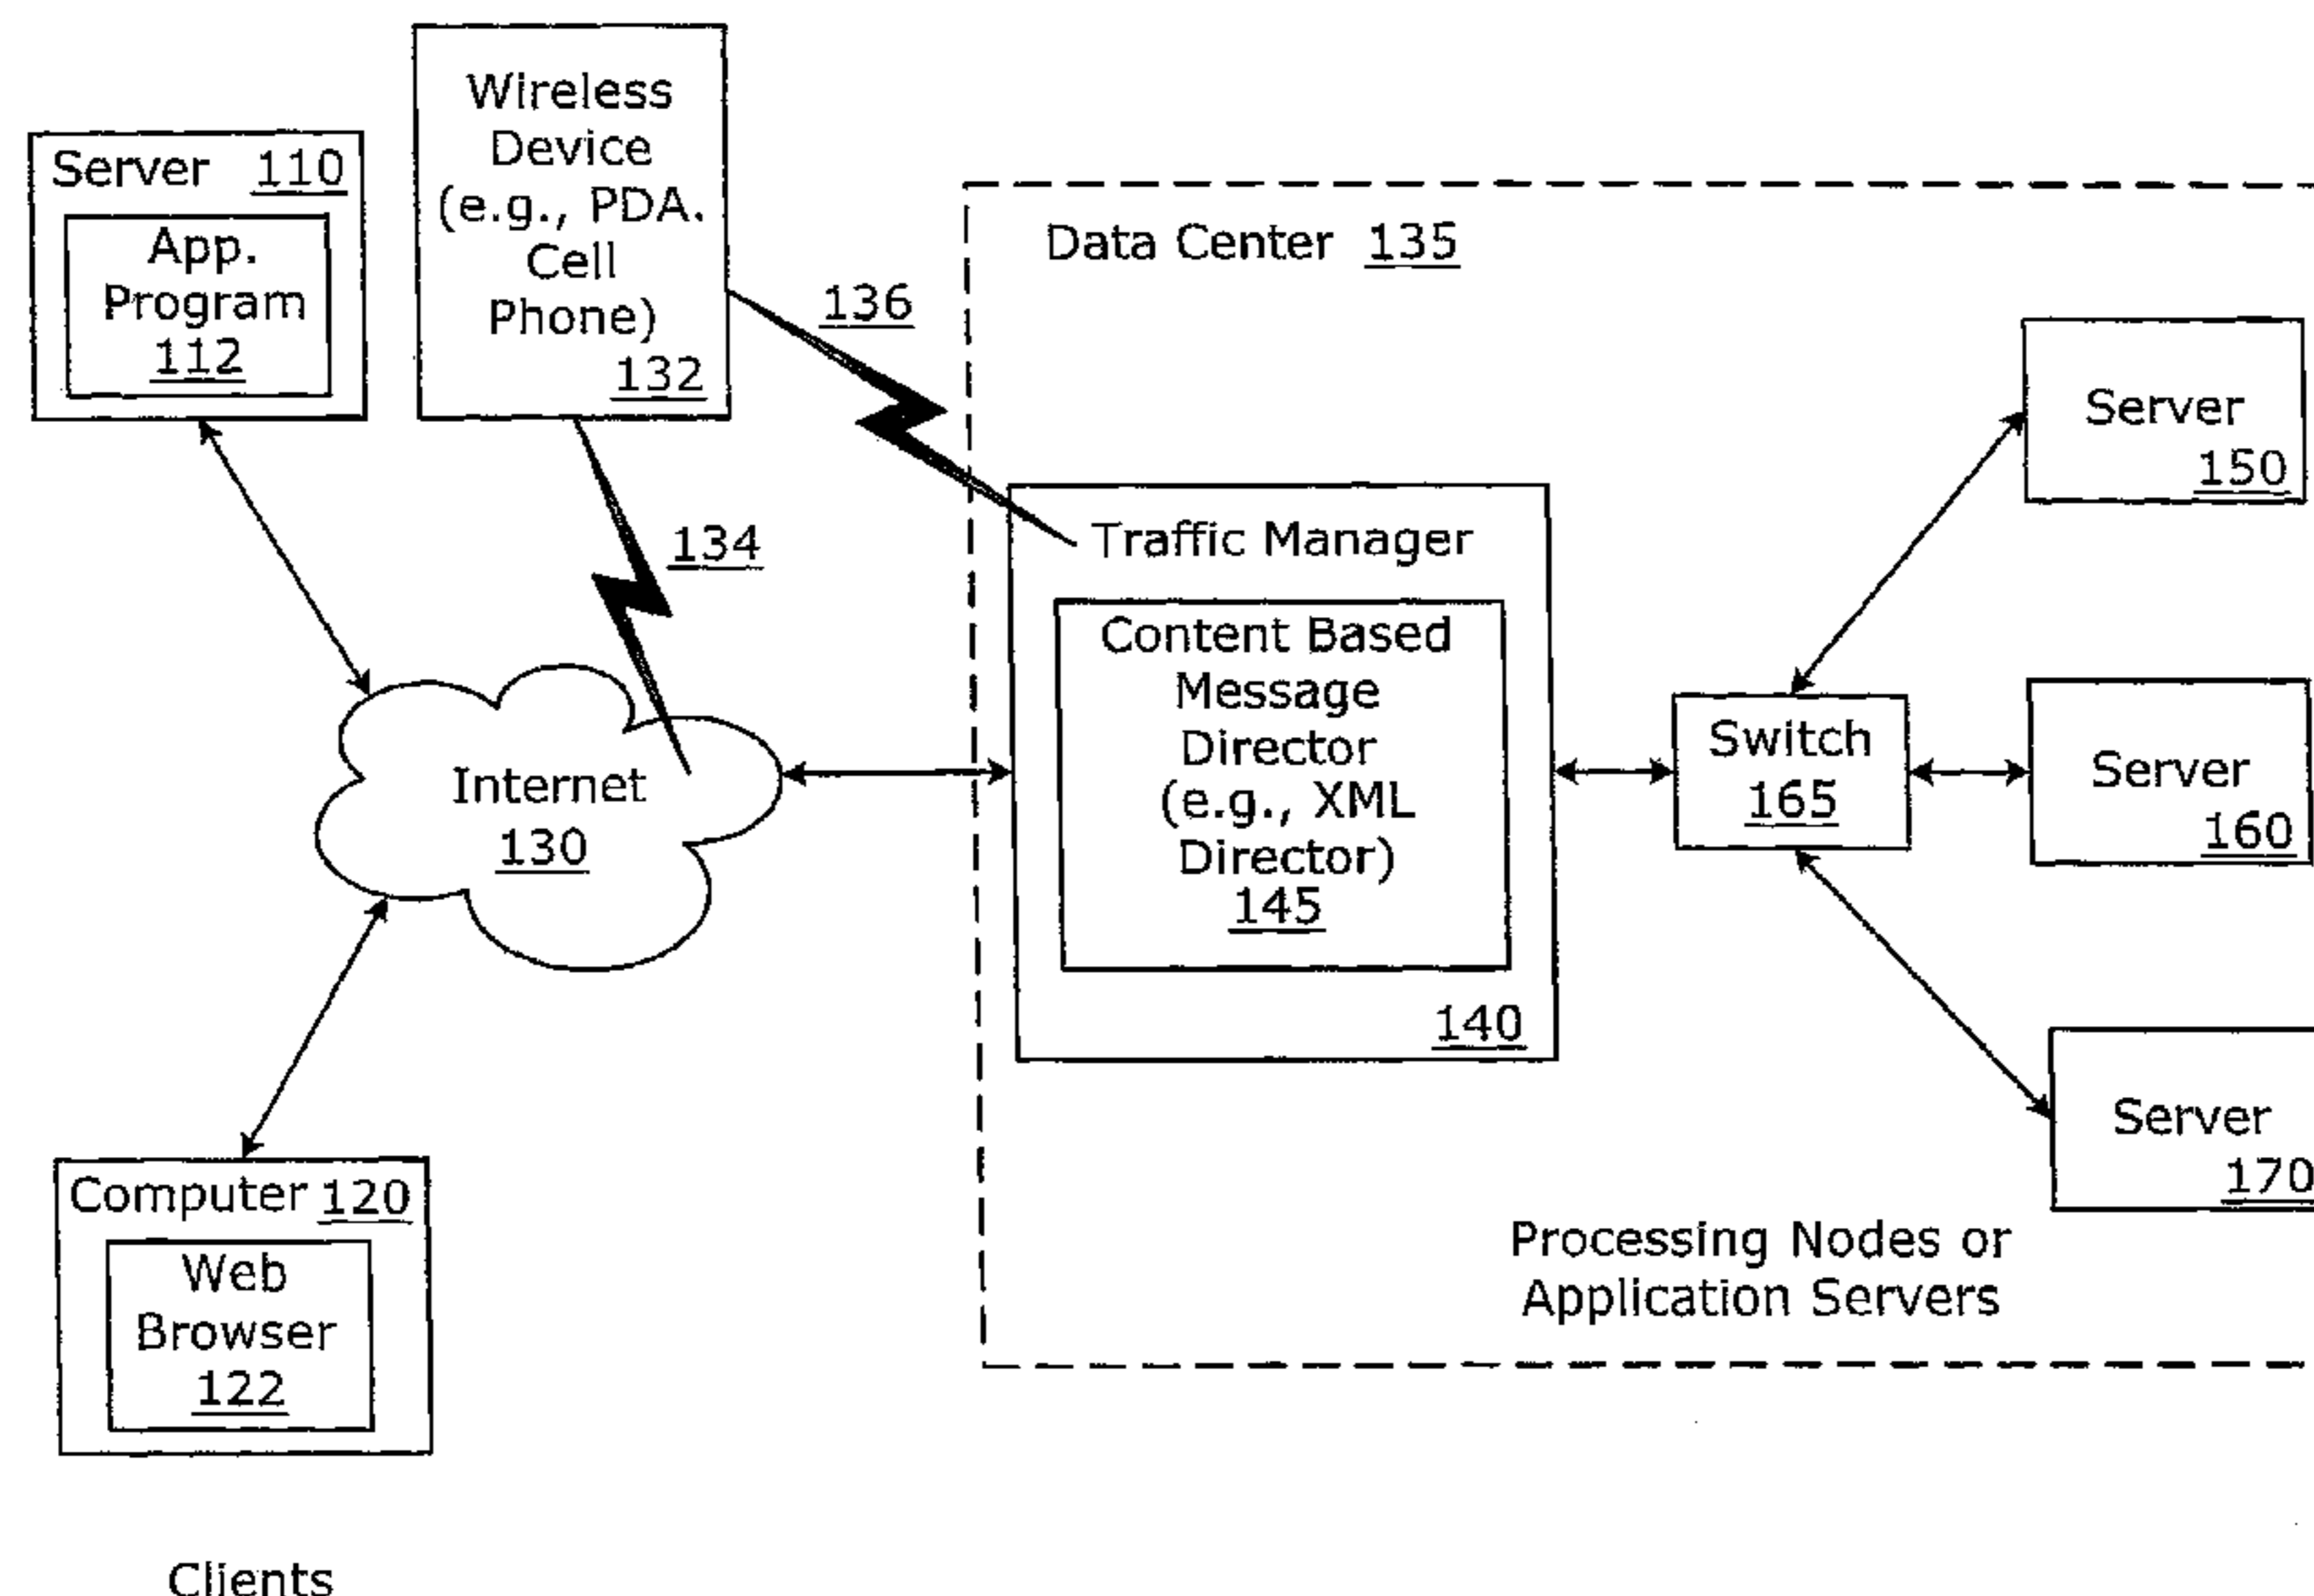 Server 110
App.
Program
112
Wireless
Device
(e.g., PDA.
Cell
Phone)
132
136
134
Data Center 135
Internet
130
Traffic Manager
Content Based
Message
Director
(e.g., XML
Director)
145
140
Switch
165
Server
150
Server
160
Server
170
Processing Nodes or
Application Servers
Computer 120
Web
Browser
122
Clients